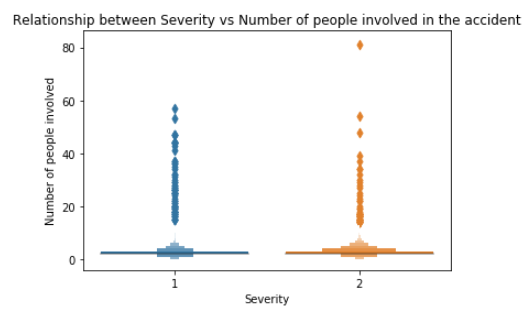 Relationship between Severity vs Number of people involved in the accident
Number of people involved
80
60
40
20
0
1
2
Severity